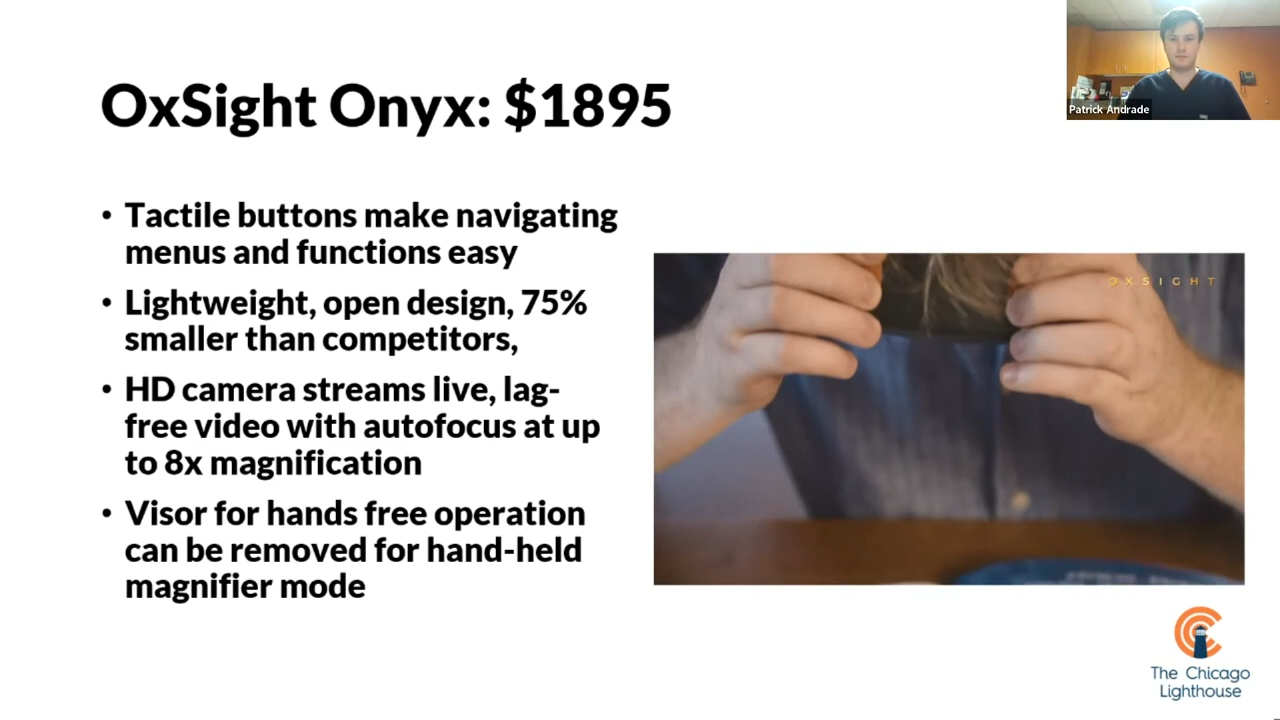 Patrick Andrade
OxSight Onyx: $1895
• Tactile buttons make navigating
menus and functions easy
• Lightweight, open design, 75%
smaller than competitors,
• HD camera streams live, lag-
free video with autofocus at up
to 8x magnification
• Visor for hands free operation
can be removed for hand-held
magnifier mode
OXSIGHT
The Chicago
Lighthouse